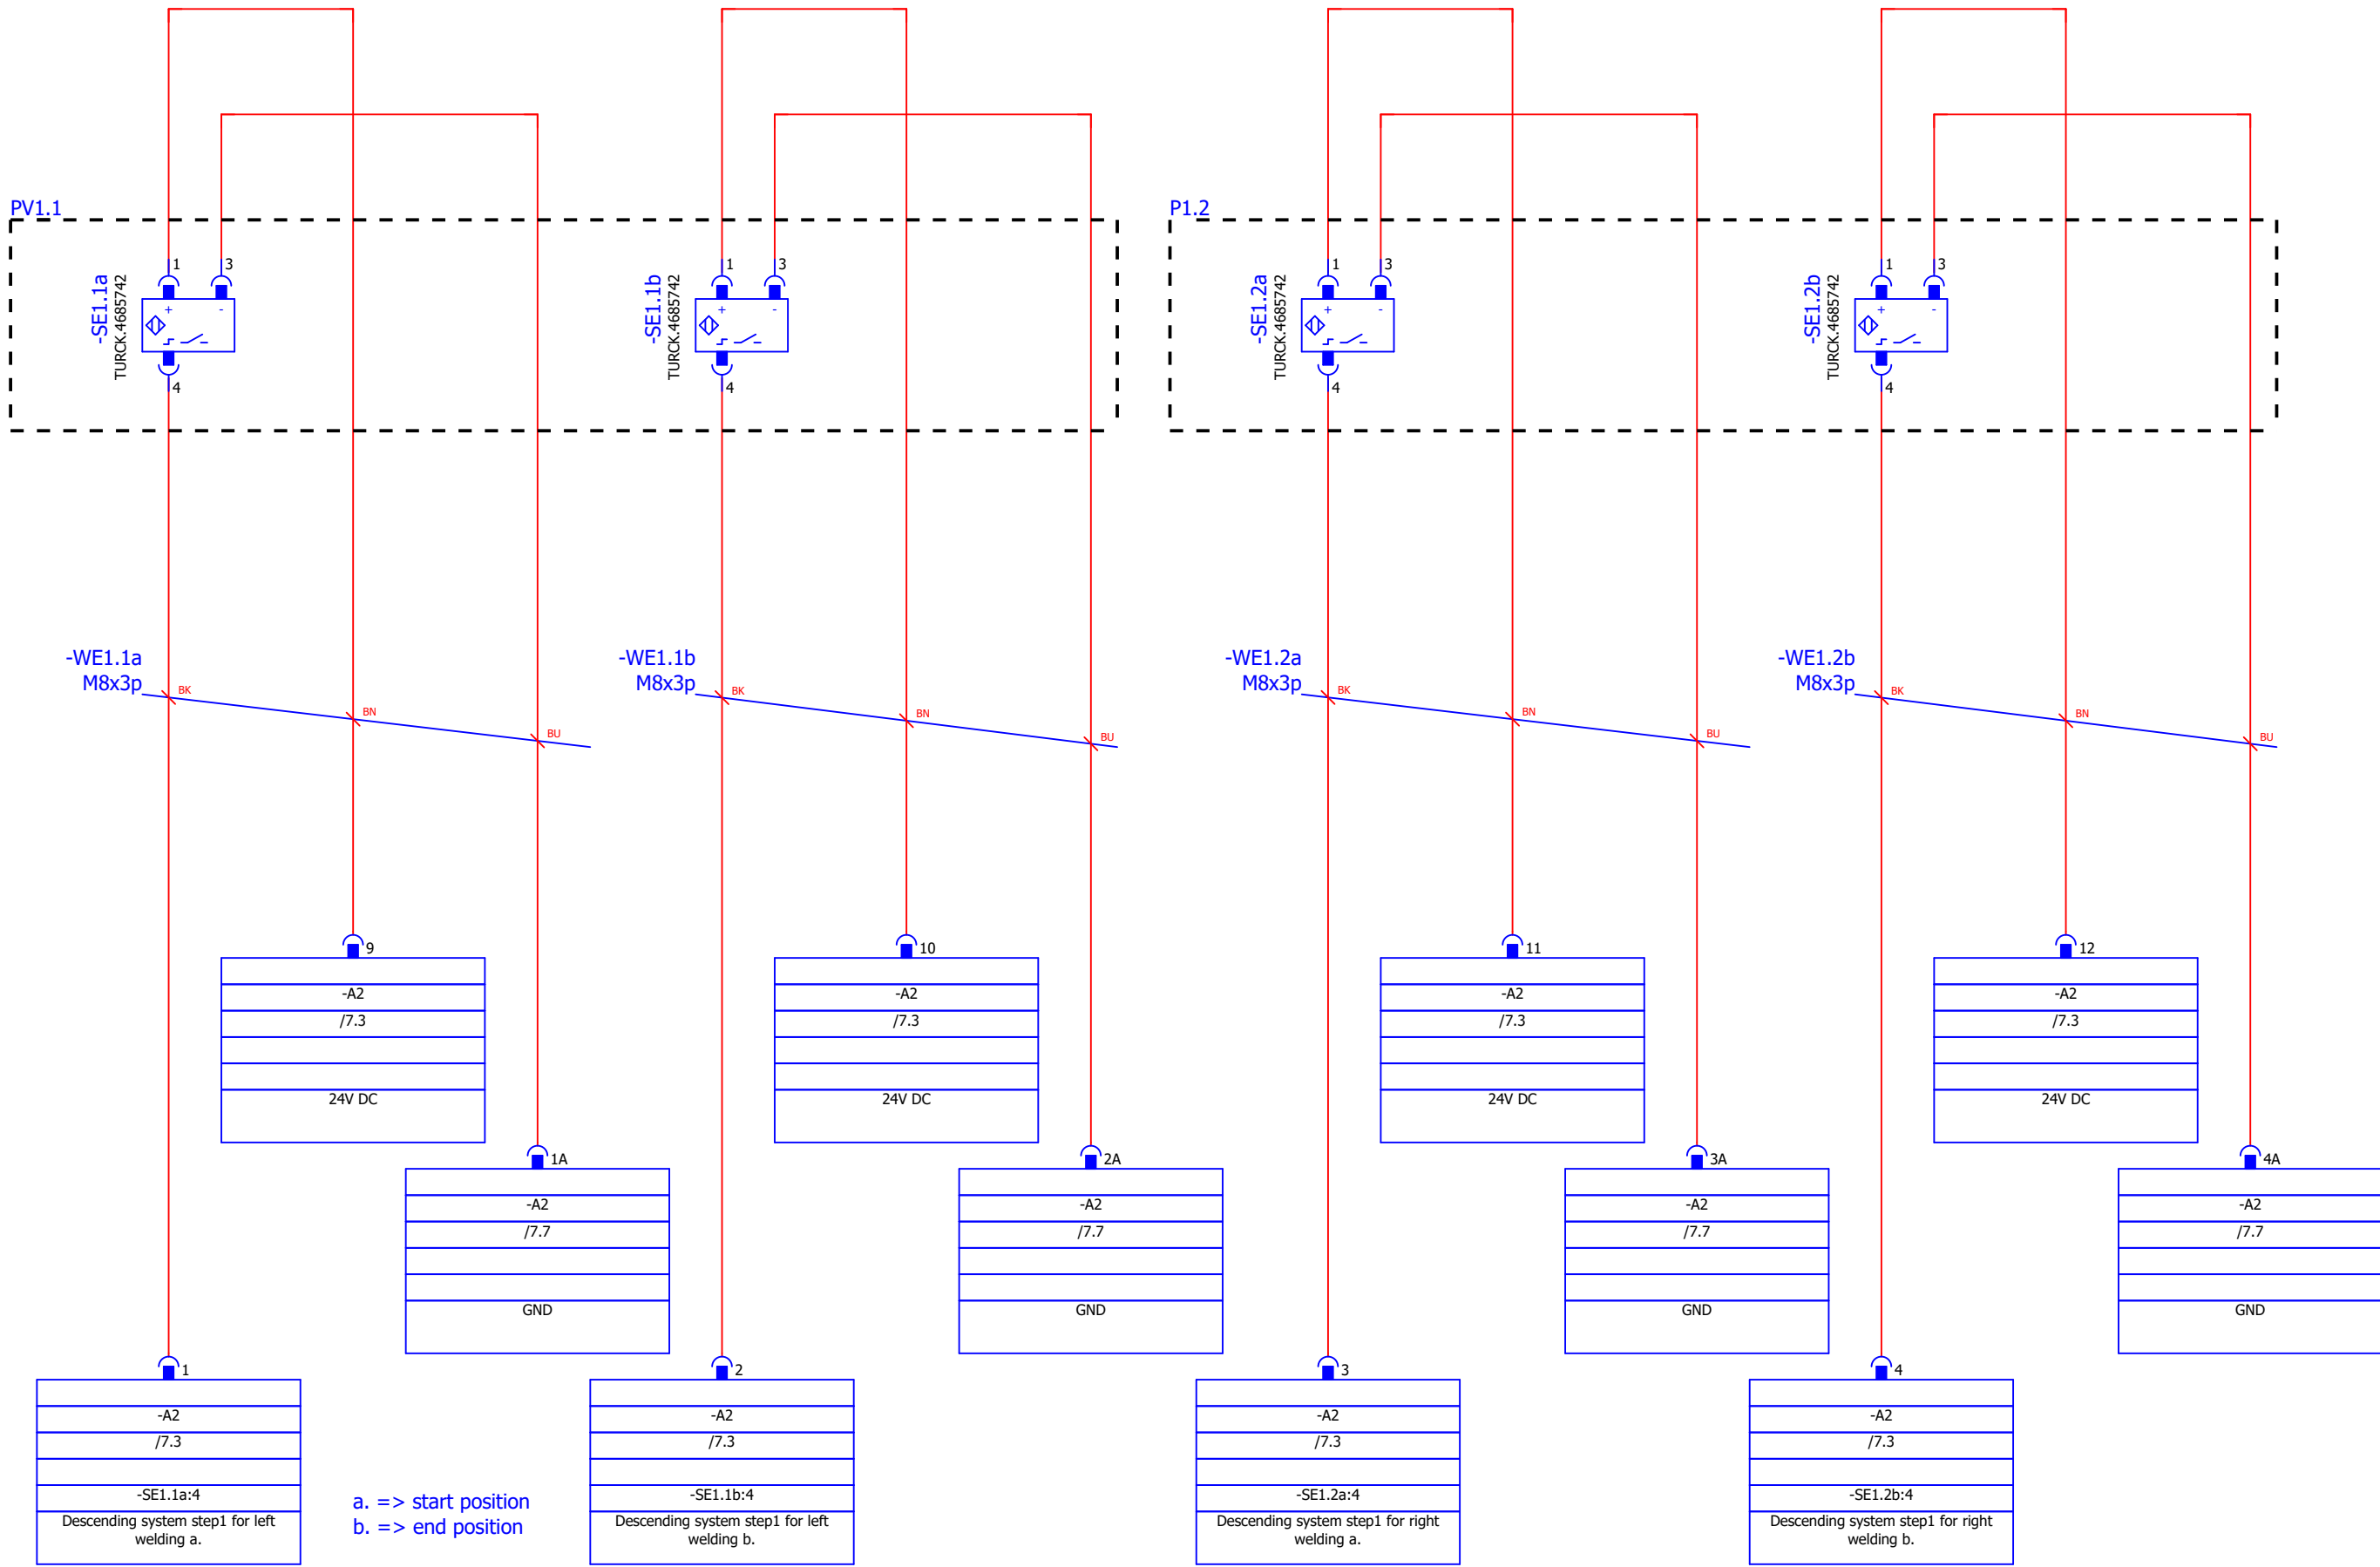 PV1.1
P1.2
1
3
-SE1.1a
TURCK.4685742
+
-
4
1
3
-SE1.1b
TURCK.4685742
+
-
4
1
3
-SE1.2a
TURCK.4685742
+
-
4
1
3
-SE1.2b
TURCK.4685742
+
-
4
-WE1.1a
M8x3p
BK
BN
BU
-WE1.1b
M8x3p
BK
BN
BU
-WE1.2a
M8x3p
BK
BN
BU
-WE1.2b
M8x3p
BK
BN
BU
9
-A2
/7.3
24V DC
10
-A2
/7.3
24V DC
11
-A2
/7.3
24V DC
12
-A2
/7.3
24V DC
1A
-A2
/7.7
GND
2A
-A2
/7.7
GND
3A
-A2
/7.7
GND
4A
-A2
/7.7
GND
1
-A2
/7.3
-SE1.1a:4
Descending system step1 for left
welding a.
a. => start position
b. => end position
2
-A2
/7.3
-SE1.1b:4
Descending system step1 for left
welding b.
3
-A2
/7.3
-SE1.2a:4
Descending system step1 for right
welding a.
4
-A2
/7.3
-SE1.2b:4
Descending system step1 for right
welding b.